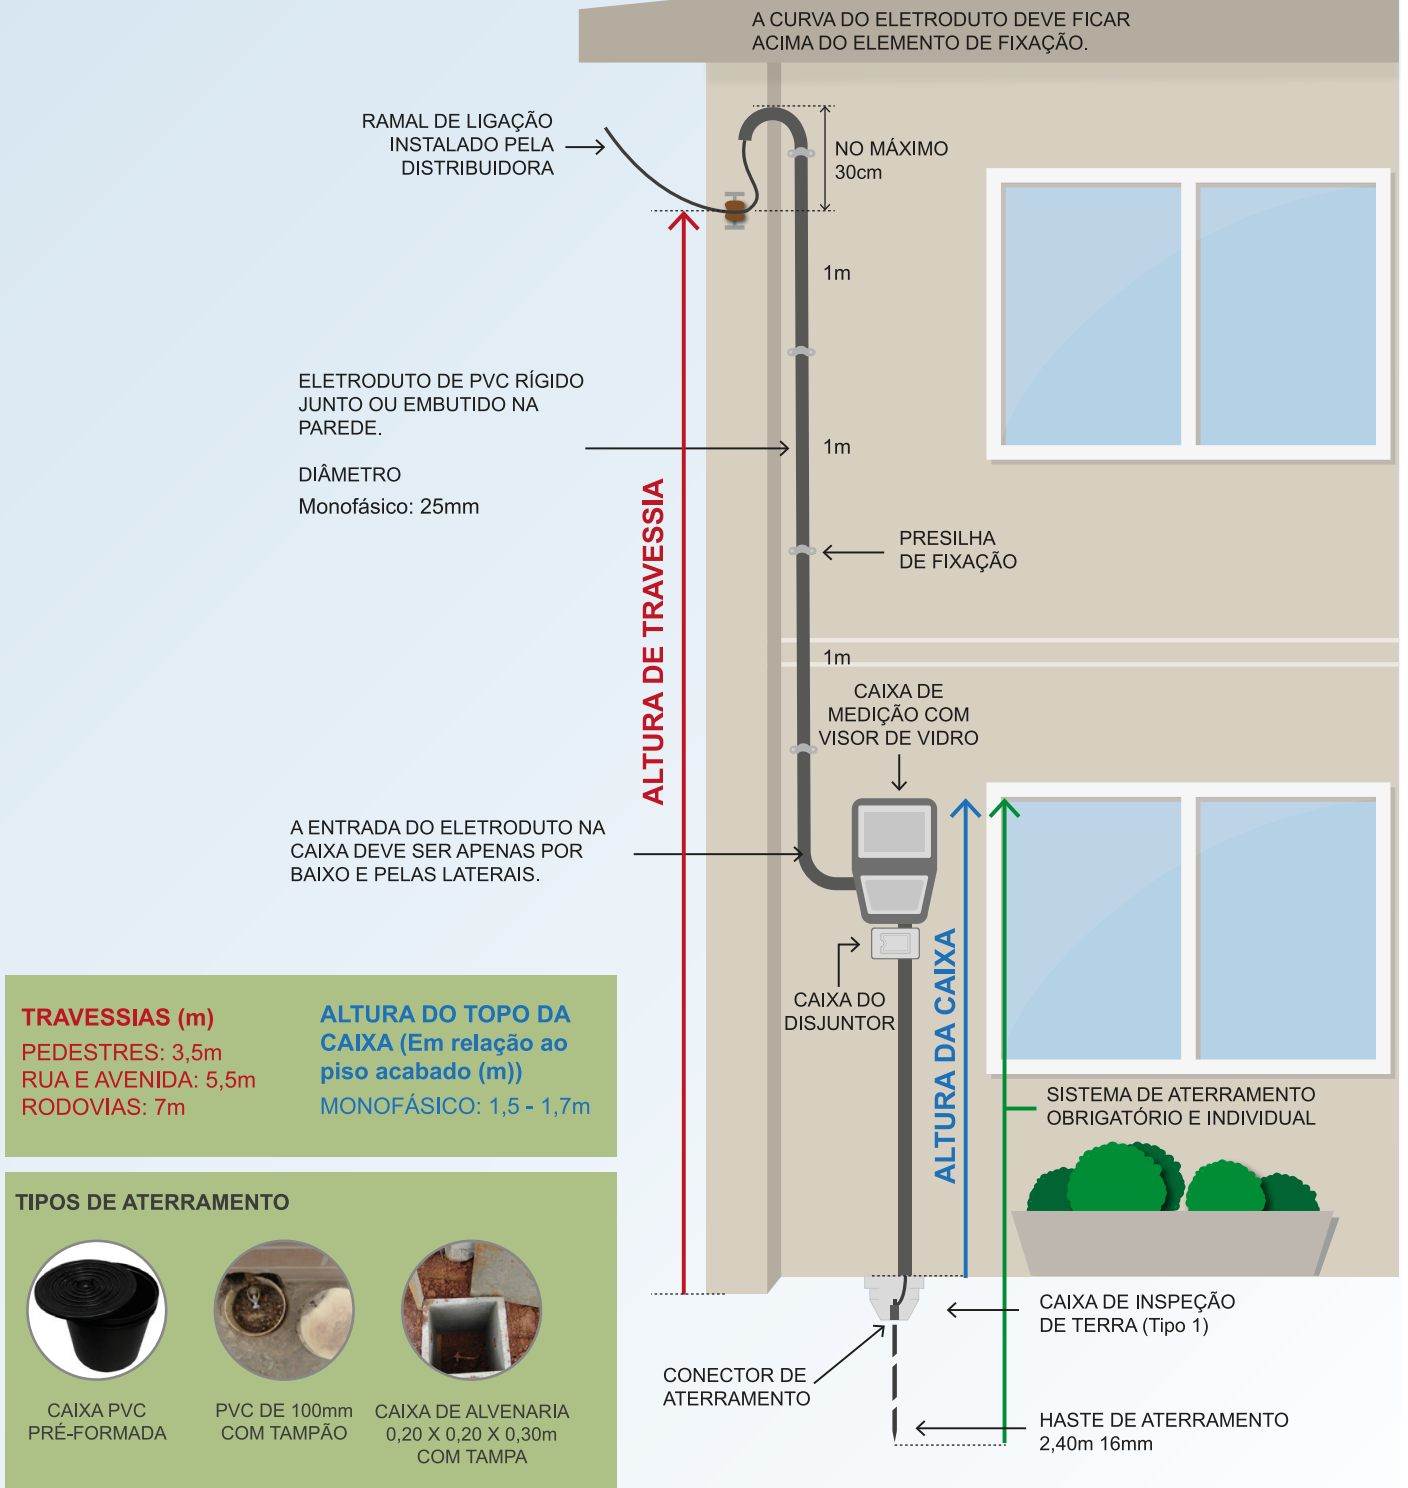 A CURVA DO ELETRODUTO DEVE FICAR
ACIMA DO ELEMENTO DE FIXAÇÃO.
RAMAL DE LIGAÇÃO
INSTALADO PELA
DISTRIBUIDORA
NO MÁXIMO
30cm
1m
ELETRODUTO DE PVC RÍGIDO
JUNTO OU EMBUTIDO NA
PAREDE.
DIÂMETRO
Monofásico: 25mm
1m
ALTURA DE TRAVESSIA
PRESILHA
DE FIXAÇÃO
1m
CAIXA DE
MEDIÇÃO COM
VISOR DE VIDRO
A ENTRADA DO ELETRODUTO NA
CAIXA DEVE SER APENAS POR
BAIXO E PELAS LATERAIS.
CAIXA DO
DISJUNTOR
ALTURA DA CAIXA
TRAVESSIAS (m)
PEDESTRES: 3,5m
RUA E AVENIDA: 5,5m
RODOVIAS: 7m
ALTURA DO TOPO DA
CAIXA (Em relação ao
piso acabado (m))
MONOFÁSICO: 1,5 - 1,7m
SISTEMA DE ATERRAMENTO
OBRIGATÓRIO E INDIVIDUAL
TIPOS DE ATERRAMENTO
CAIXA PVC
PRÉ-FORMADA
PVC DE 100mm
COM TAMPÃO
CAIXA DE ALVENARIA
0,20 X 0,20 X 0,30m
COM TAMPA
CAIXA DE INSPEÇÃO
DE TERRA (Tipo 1)
CONECTOR DE
ATERRAMENTO
HASTE DE ATERRAMENTO
2,40m 16mm